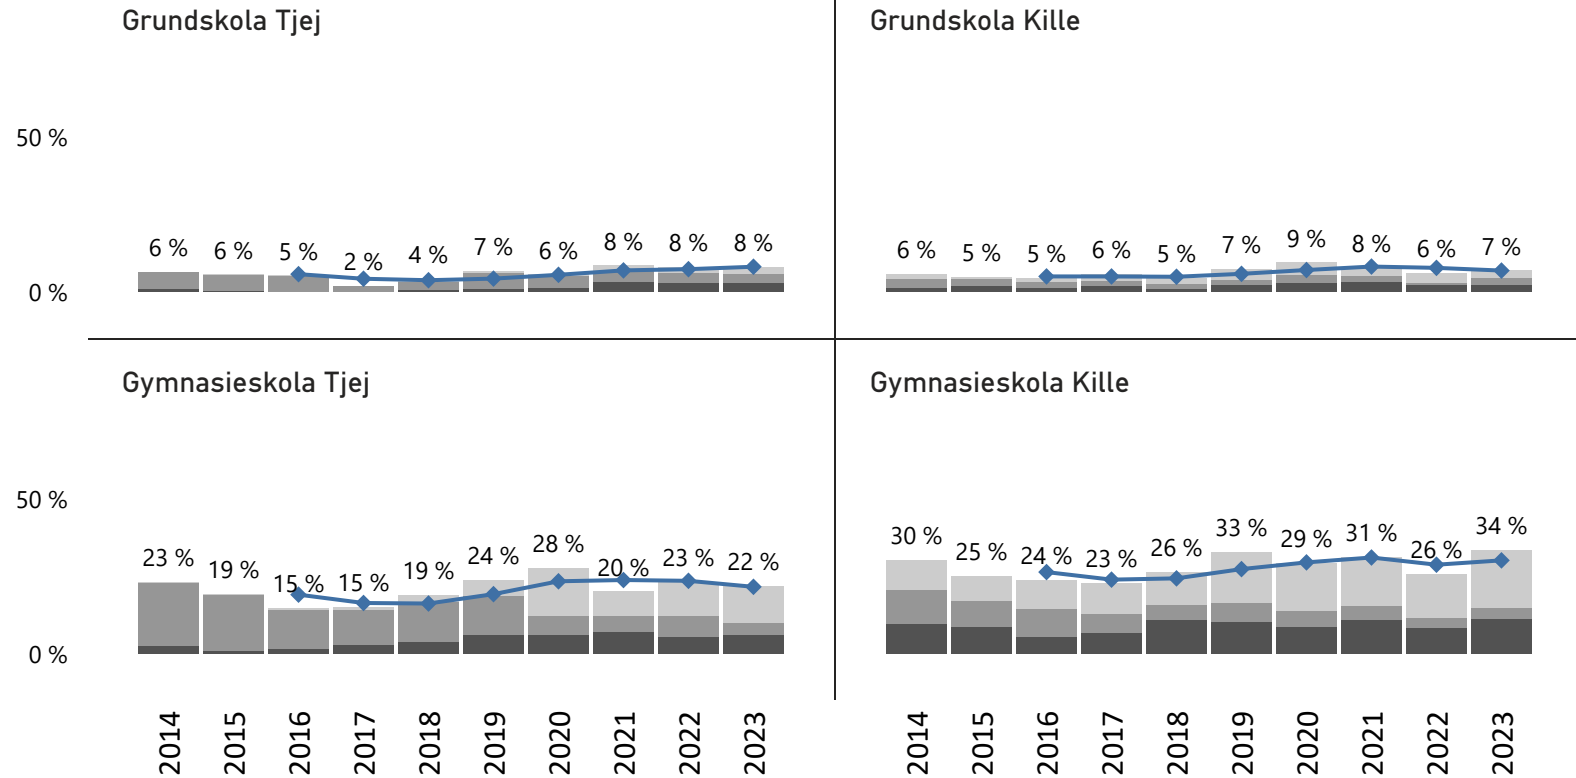 Grundskola Tjej
Grundskola Kille
50 %
0 %
6 % 6 % 5 % 2 % 4 % 7 % 6 % 8 % 8 % 8 %
6 % 5 % 5 % 6 % 5 % 7 % 9 % 8 % 6 % 7 %
Gymnasieskola Tjej
Gymnasieskola Kille
50 %
0 %
23 % 19 % 15 % 15 % 19 % 24 % 28 % 20 % 23 % 22 %
30 % 25 % 24 % 23 % 26 % 33 % 29 % 31 % 26 % 34 %
2014 2015 2016 2017 2018 2019 2020 2021 2022 2023
2014 2015 2016 2017 2018 2019 2020 2021 2022 2023